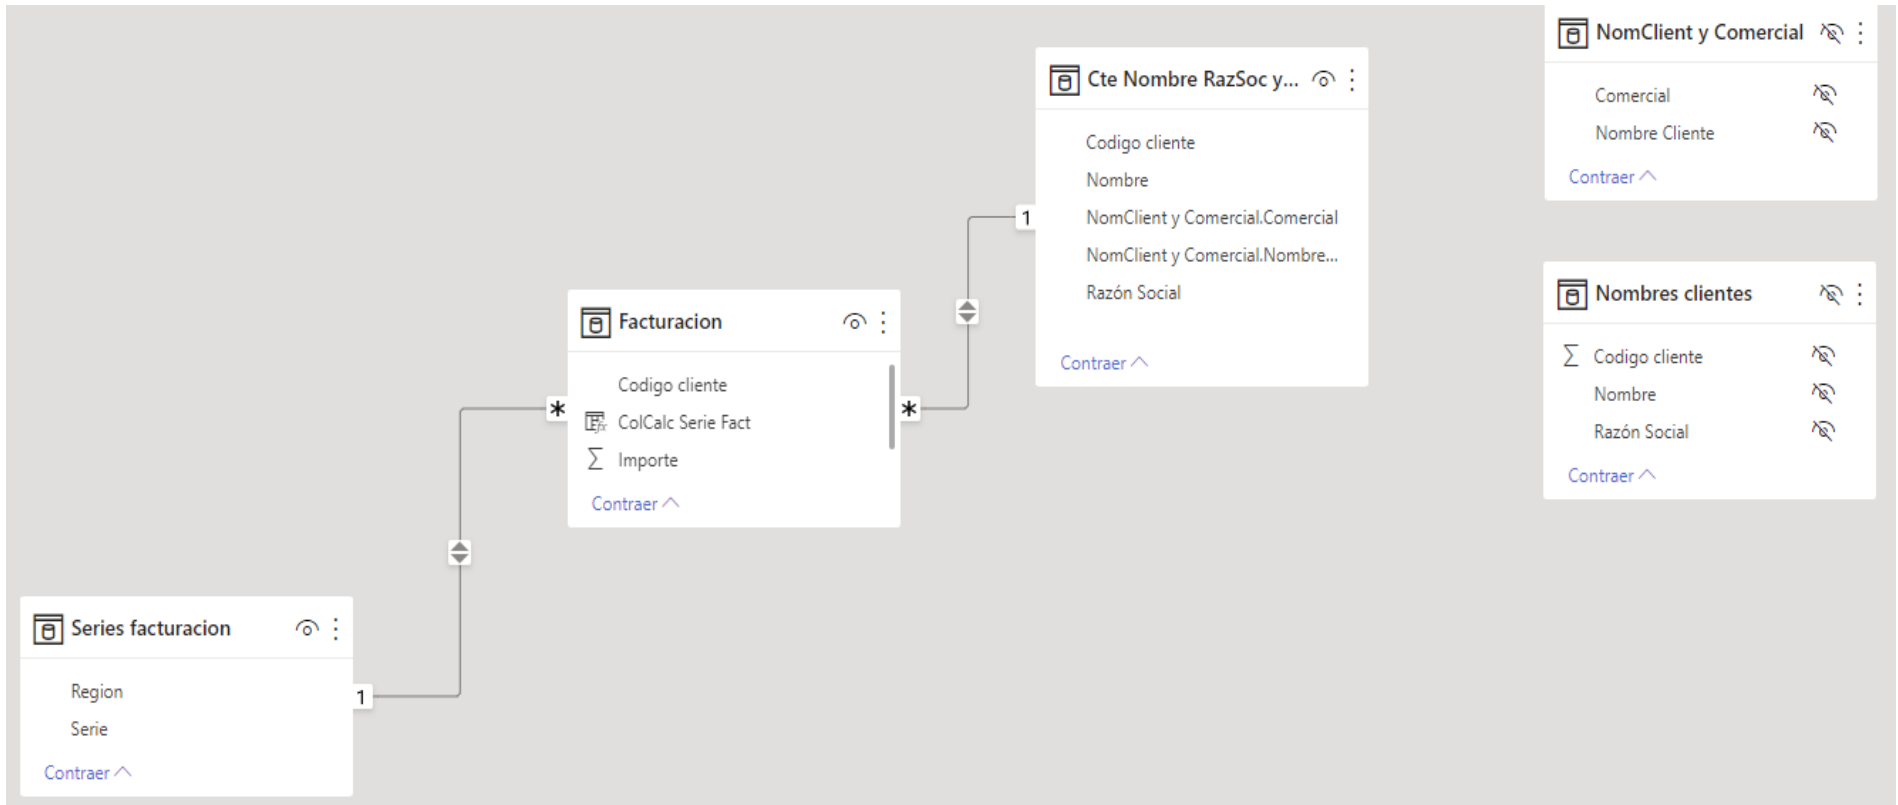 NomClient y Comercial
Comercial
Nombre Cliente
Contraer
Cte Nombre RazSoc y...
Codigo cliente
Nombre
NomClient y Comercial.Comercial
NomClient y Comercial.Nombre...
Razón Social
Contraer
1
Nombres clientes
Σ Codigo cliente
Nombre
Razón Social
Contraer
Facturacion
Codigo cliente
ColCalc Serie Fact
Σ Importe
Contraer
*
*
Series facturacion
Region
Serie
Contraer
1